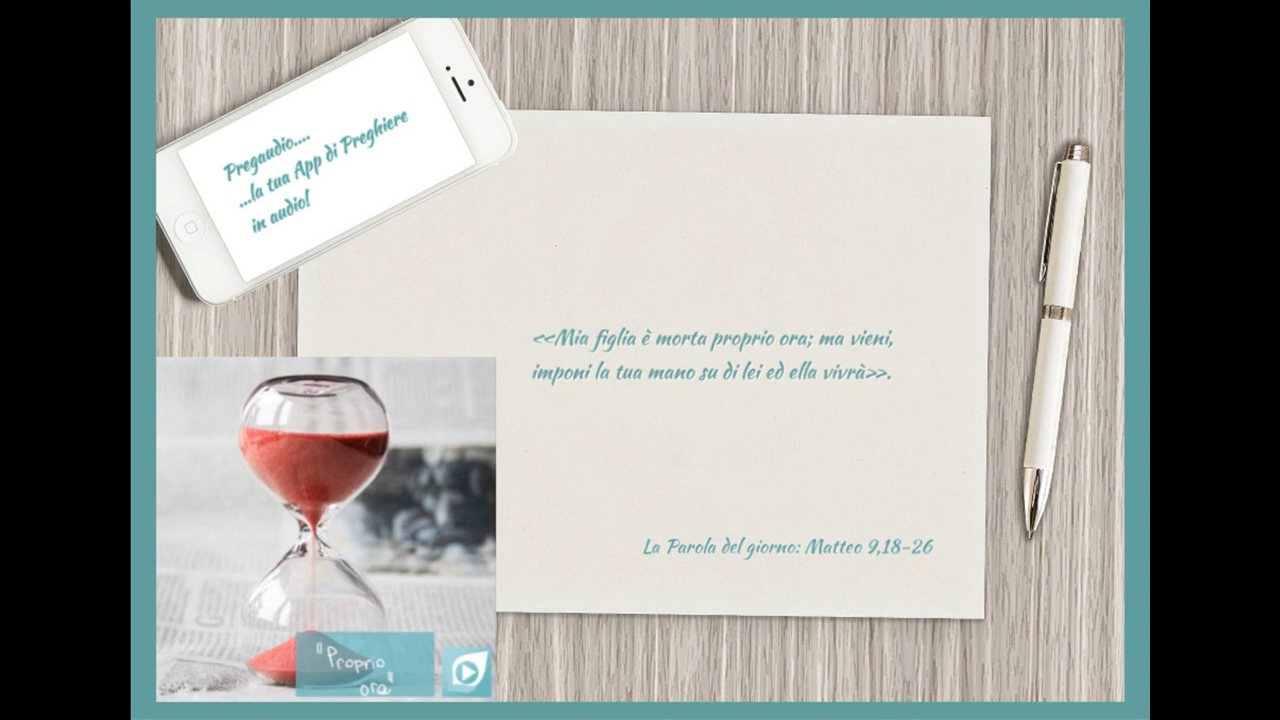 Pregaudio....
...la tua App di Preghiere
in audio!
<<Mia figlia è morta proprio ora; ma vieni,
imponi la tua mano su di lei ed ella vivrà>>.
La Parola del giorno: Matteo 9,18-26
"Proprio
ora"